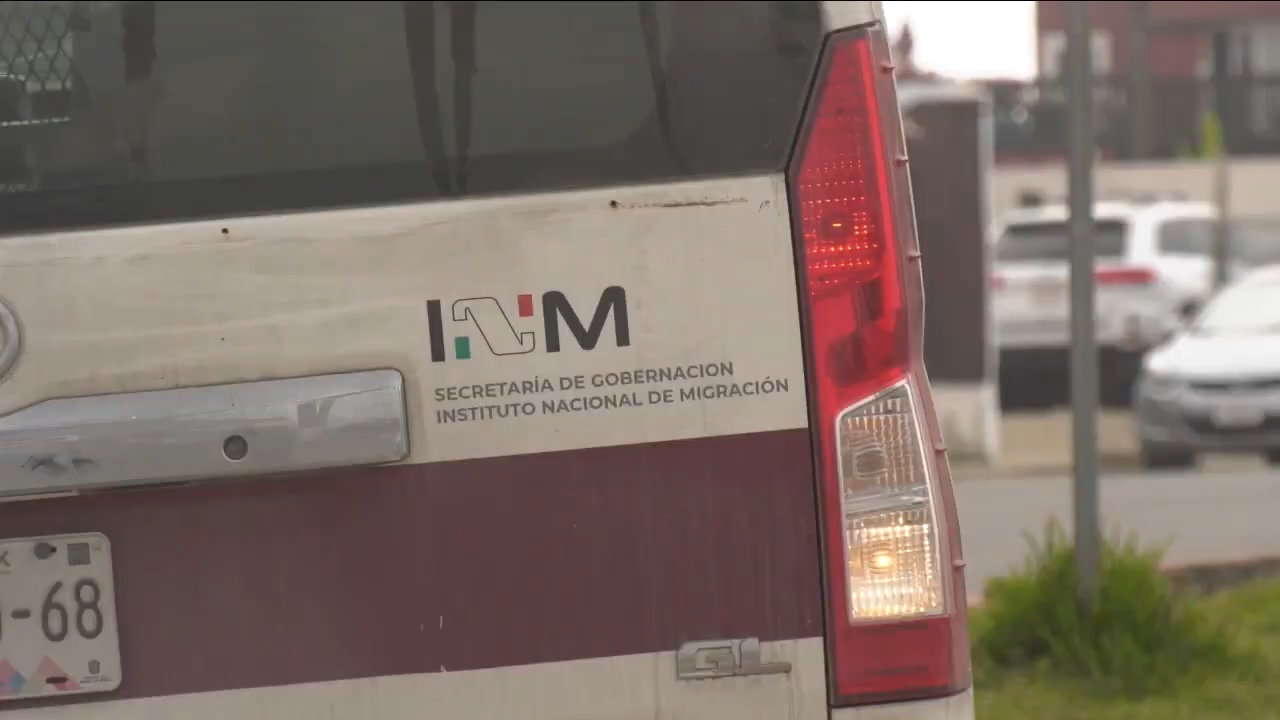 INM
SECRETARÍA DE GOBERNACION
INSTITUTO NACIONAL DE MIGRACIÓN
-68
GL